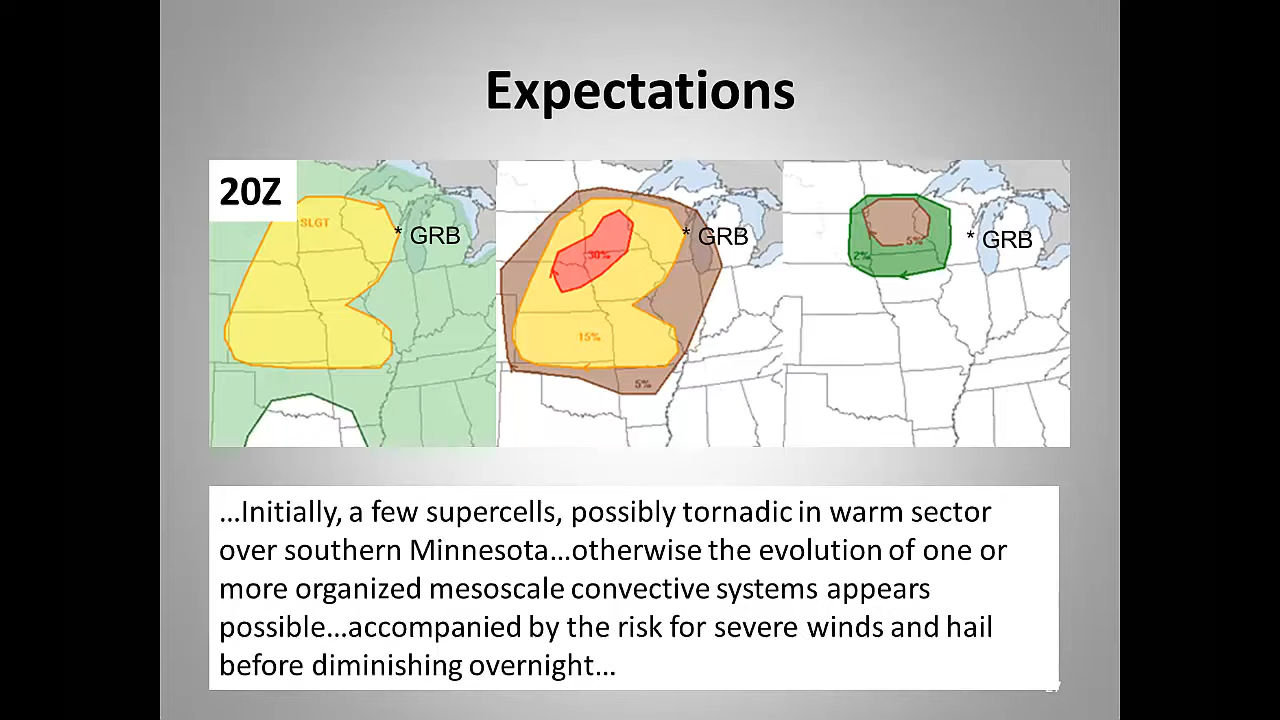 Expectations
20Z
SLGT
* GRB
30%
15%
5%
* GRB
5%
2%
* GRB
...Initially, a few supercells, possibly tornadic in warm sector
over southern Minnesota...otherwise the evolution of one or
more organized mesoscale convective systems appears
possible...accompanied by the risk for severe winds and hail
before diminishing overnight...